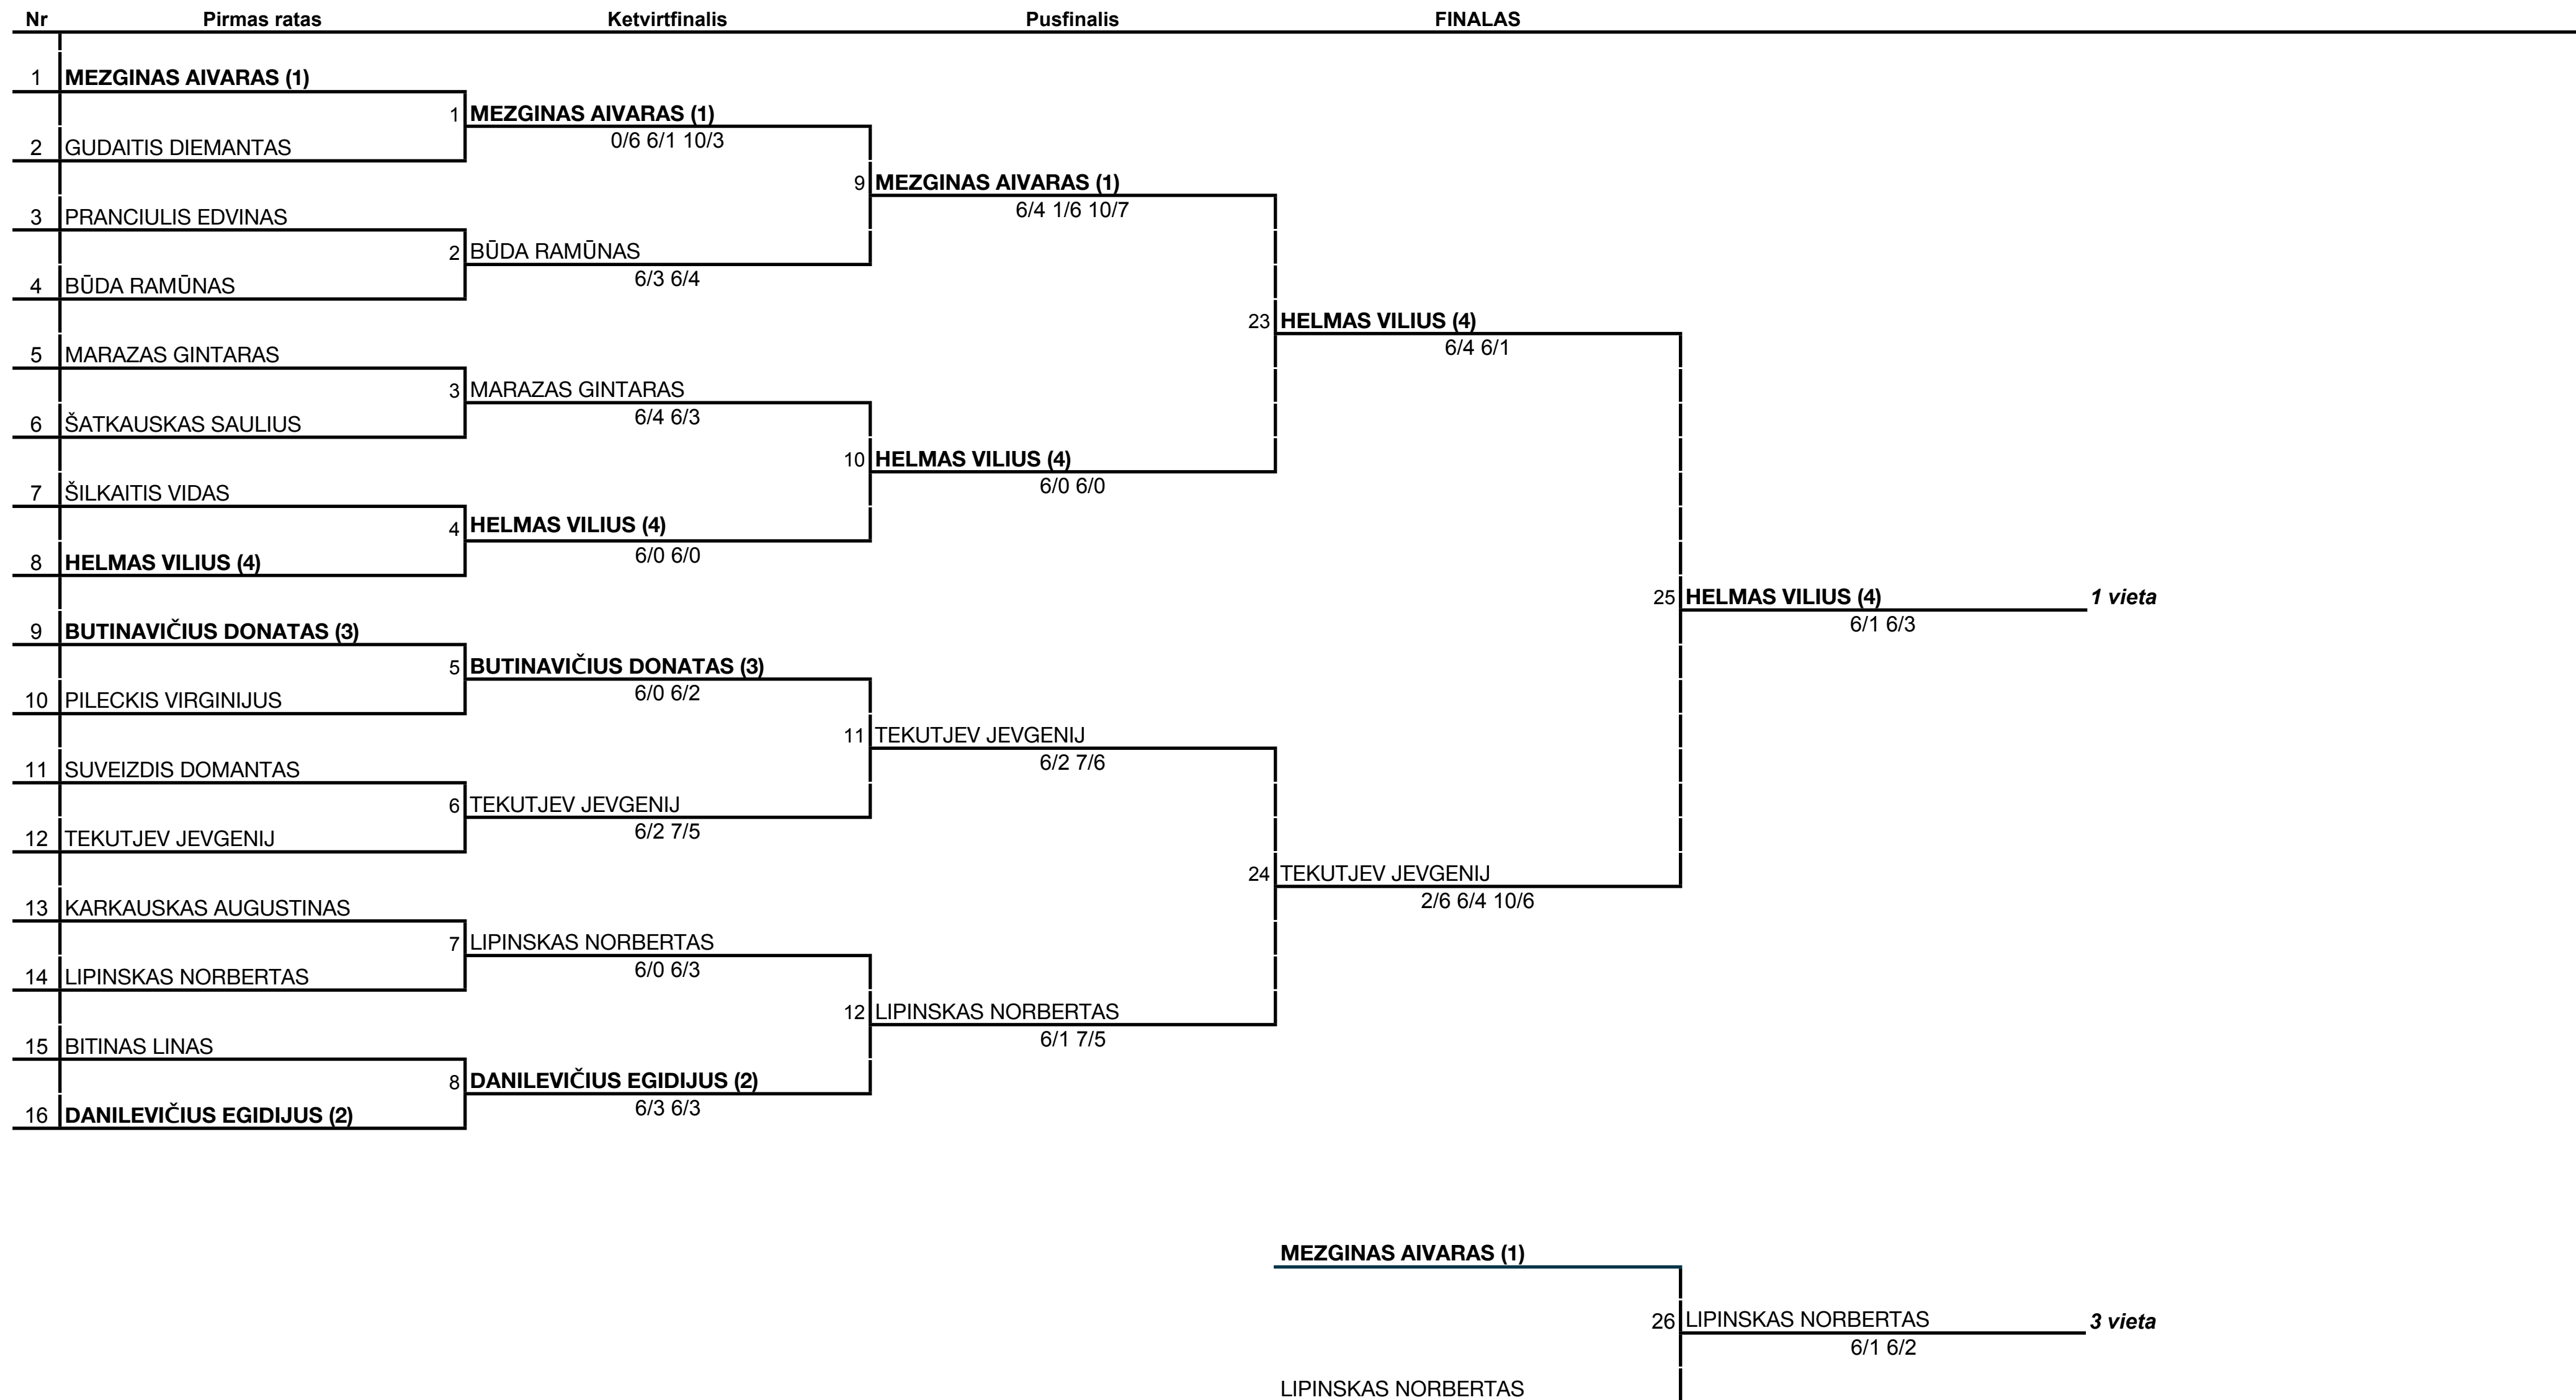 Nr Pirmas ratas Ketvirtfinalis Pusfinalis FINALAS
1 MEZGINAS AIVARAS (1)
1 MEZGINAS AIVARAS (1)
0/6 6/1 10/3
2 GUDAITIS DIEMANTAS
9 MEZGINAS AIVARAS (1)
6/4 1/6 10/7
3 PRANCIULIS EDVINAS
2 BŪDA RAMŪNAS
6/3 6/4
4 BŪDA RAMŪNAS
23 HELMAS VILIUS (4)
6/4 6/1
5 MARAZAS GINTARAS
3 MARAZAS GINTARAS
6/4 6/3
6 ŠATKAUSKAS SAULIUS
10 HELMAS VILIUS (4)
6/0 6/0
7 ŠILKAITIS VIDAS
4 HELMAS VILIUS (4)
6/0 6/0
8 HELMAS VILIUS (4)
25 HELMAS VILIUS (4) 1 vieta
6/1 6/3
9 BUTINAVIČIUS DONATAS (3)
5 BUTINAVIČIUS DONATAS (3)
6/0 6/2
10 PILECKIS VIRGINIJUS
11 TEKUTJEV JEVGENIJ
6/2 7/6
11 SUVEIZDIS DOMANTAS
6 TEKUTJEV JEVGENIJ
6/2 7/5
12 TEKUTJEV JEVGENIJ
24 TEKUTJEV JEVGENIJ
2/6 6/4 10/6
13 KARKAUSKAS AUGUSTINAS
7 LIPINSKAS NORBERTAS
6/0 6/3
14 LIPINSKAS NORBERTAS
12 LIPINSKAS NORBERTAS
6/1 7/5
15 BITINAS LINAS
8 DANILEVIČIUS EGIDIJUS (2)
6/3 6/3
16 DANILEVIČIUS EGIDIJUS (2)
MEZGINAS AIVARAS (1)
26 LIPINSKAS NORBERTAS 3 vieta
6/1 6/2
LIPINSKAS NORBERTAS